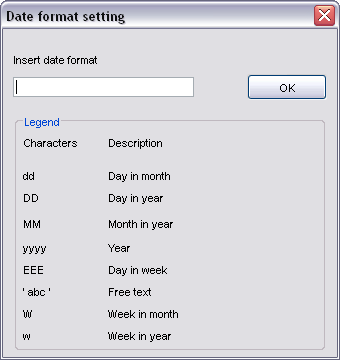 Date format setting
Insert date format
OK
Legend
Characters Description
dd Day in month
DD Day in year
MM Month in year
yyyy Year
EEE Day in week
' abc ' Free text
W Week in month
w Week in year